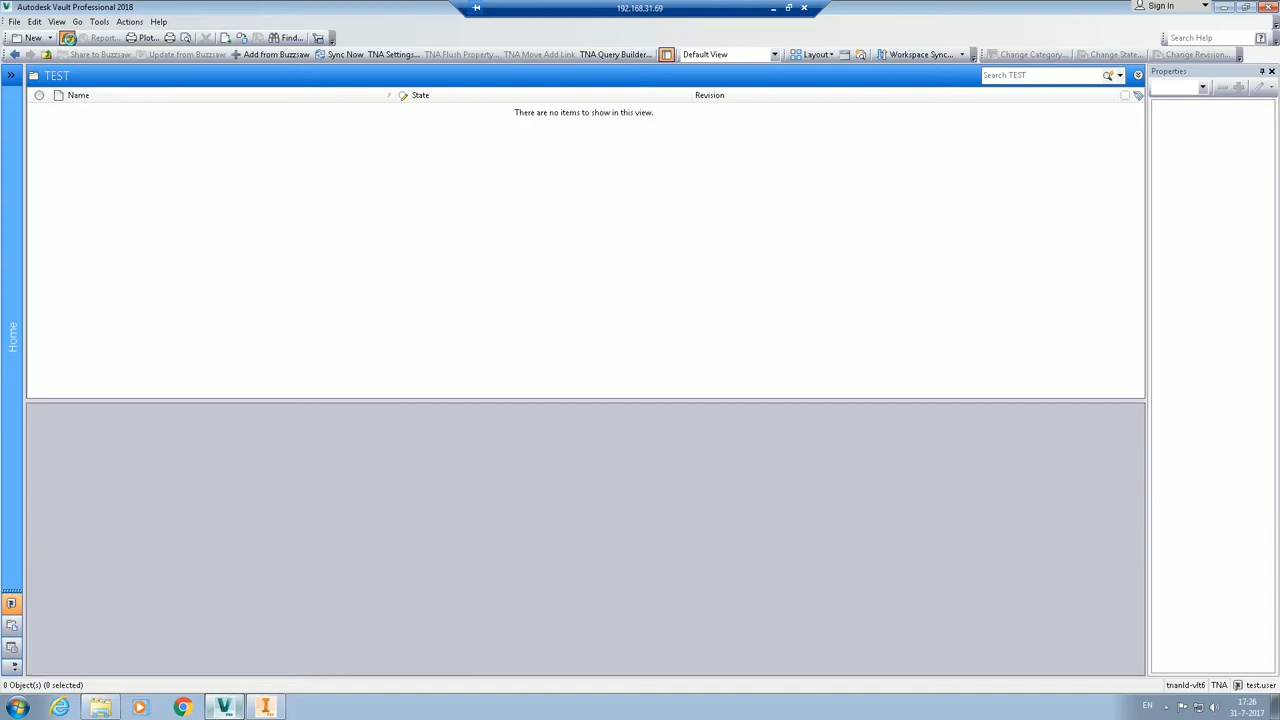 Autodesk Vault Professional 2018
192.168.31.69
Sign In
File Edit View Go Tools Actions Help
New Report... Plot... Find... Search Help
Share to Buzzsaw Update from Buzzsaw Add from Buzzsaw Sync Now TNA Settings... TNA Flush Property... TNA Move Add Link TNA Query Builder... Default View Layout Workspace Sync... Change Category... Change State... Change Revision...
TEST Search TEST Properties
Name State Revision
There are no items to show in this view.
Home
0 Object(s) (0 selected) tnanld-vlt6 TNA test.user
EN 17:26
31-7-2017